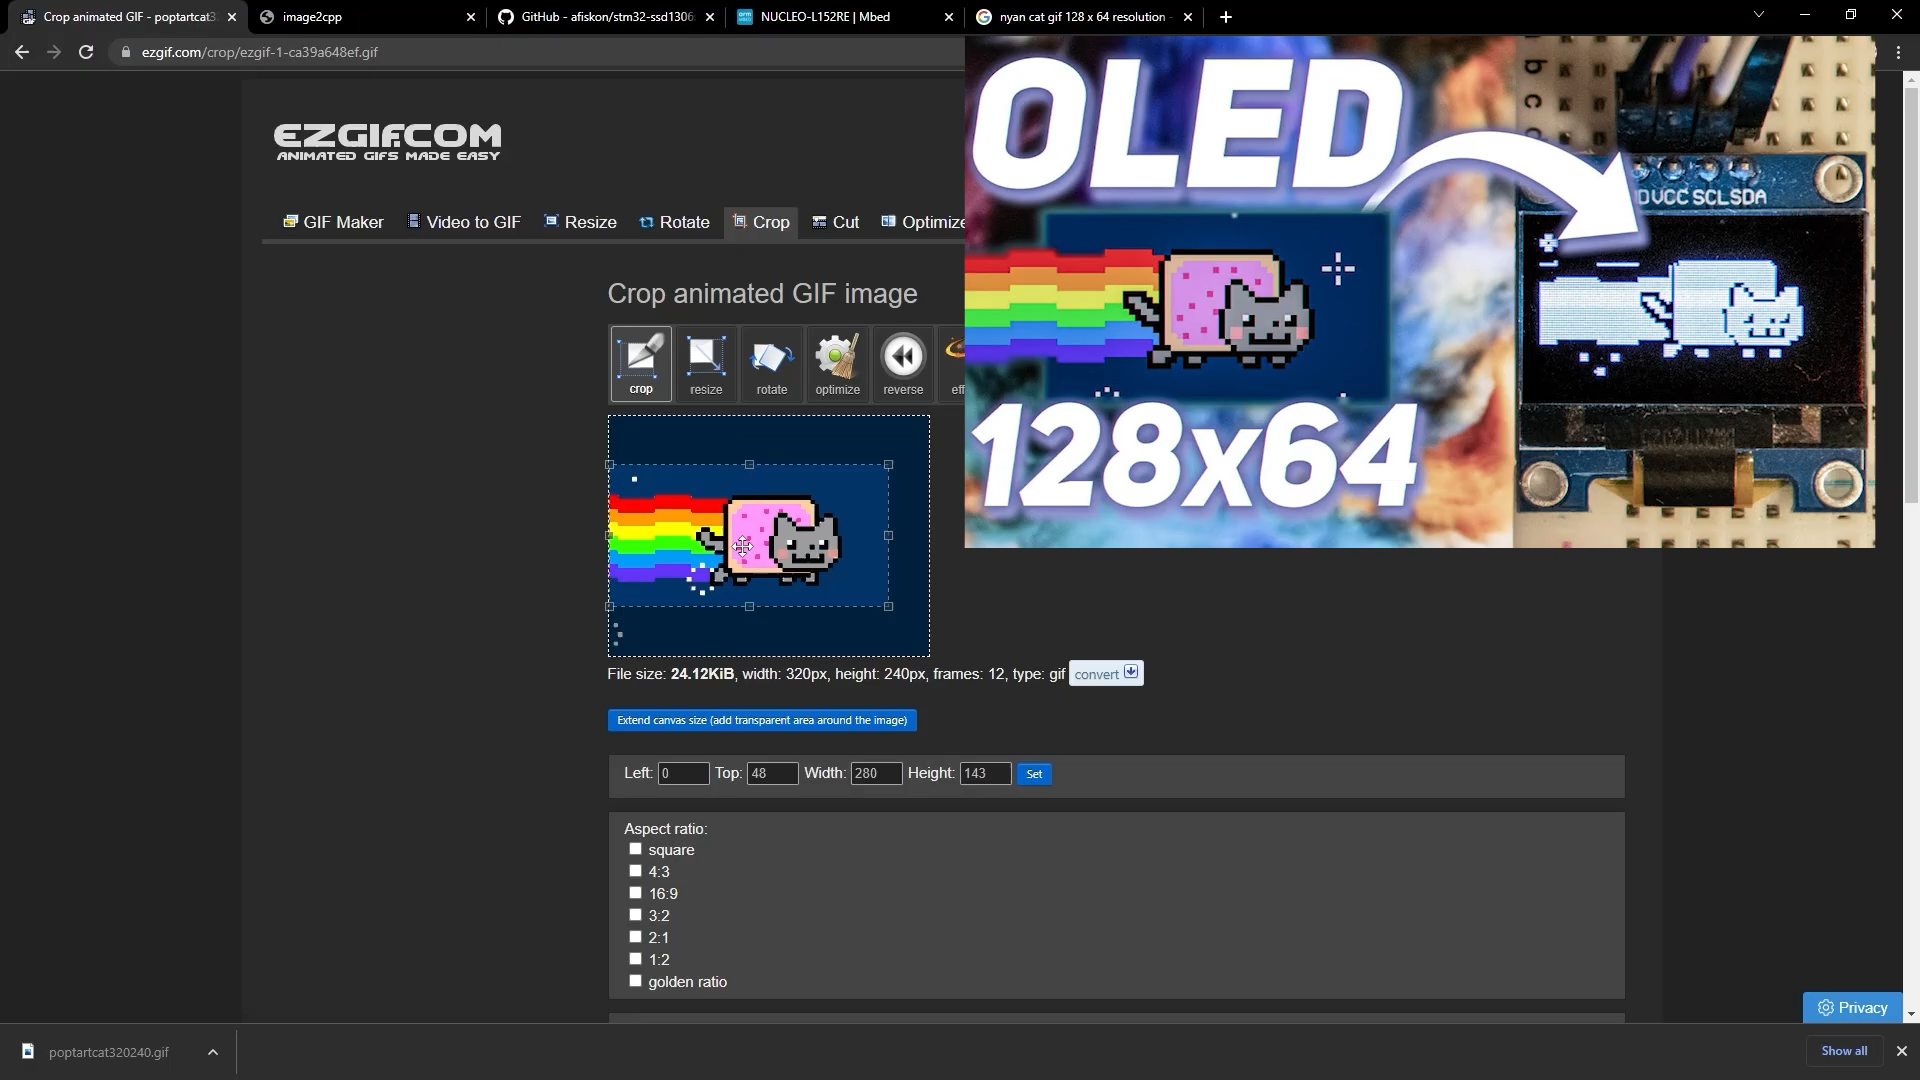 Crop animated GIF - poptartcat3
image2cpp
GitHub - afiskon/stm32-ssd1306
NUCLEO-L152RE | Mbed
nyan cat gif 128 x 64 resolution -
ezgif.com/crop/ezgif-1-ca39a648ef.gif
EZGIF.COM
ANIMATED GIFS MADE EASY
GIF Maker
Video to GIF
Resize
Rotate
Crop
Cut
Optimize
Crop animated GIF image
crop
resize
rotate
optimize
reverse
eff
OLED
128x64
b
c
VCC SCL SDA
File size: 24.12KiB, width: 320px, height: 240px, frames: 12, type: gif
convert
Extend canvas size (add transparent area around the image)
Left: 0 Top: 48 Width: 280 Height: 143 Set
Aspect ratio:
square
4:3
16:9
3:2
2:1
1:2
golden ratio
Privacy
poptartcat320240.gif
Show all